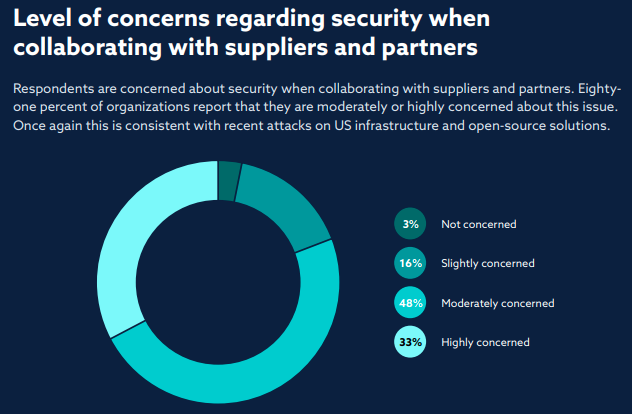 Level of concerns regarding security when
collaborating with suppliers and partners
Respondents are concerned about security when collaborating with suppliers and partners. Eighty-
one percent of organizations report that they are moderately or highly concerned about this issue.
Once again this is consistent with recent attacks on US infrastructure and open-source solutions.
3% Not concerned
16% Slightly concerned
48% Moderately concerned
33% Highly concerned